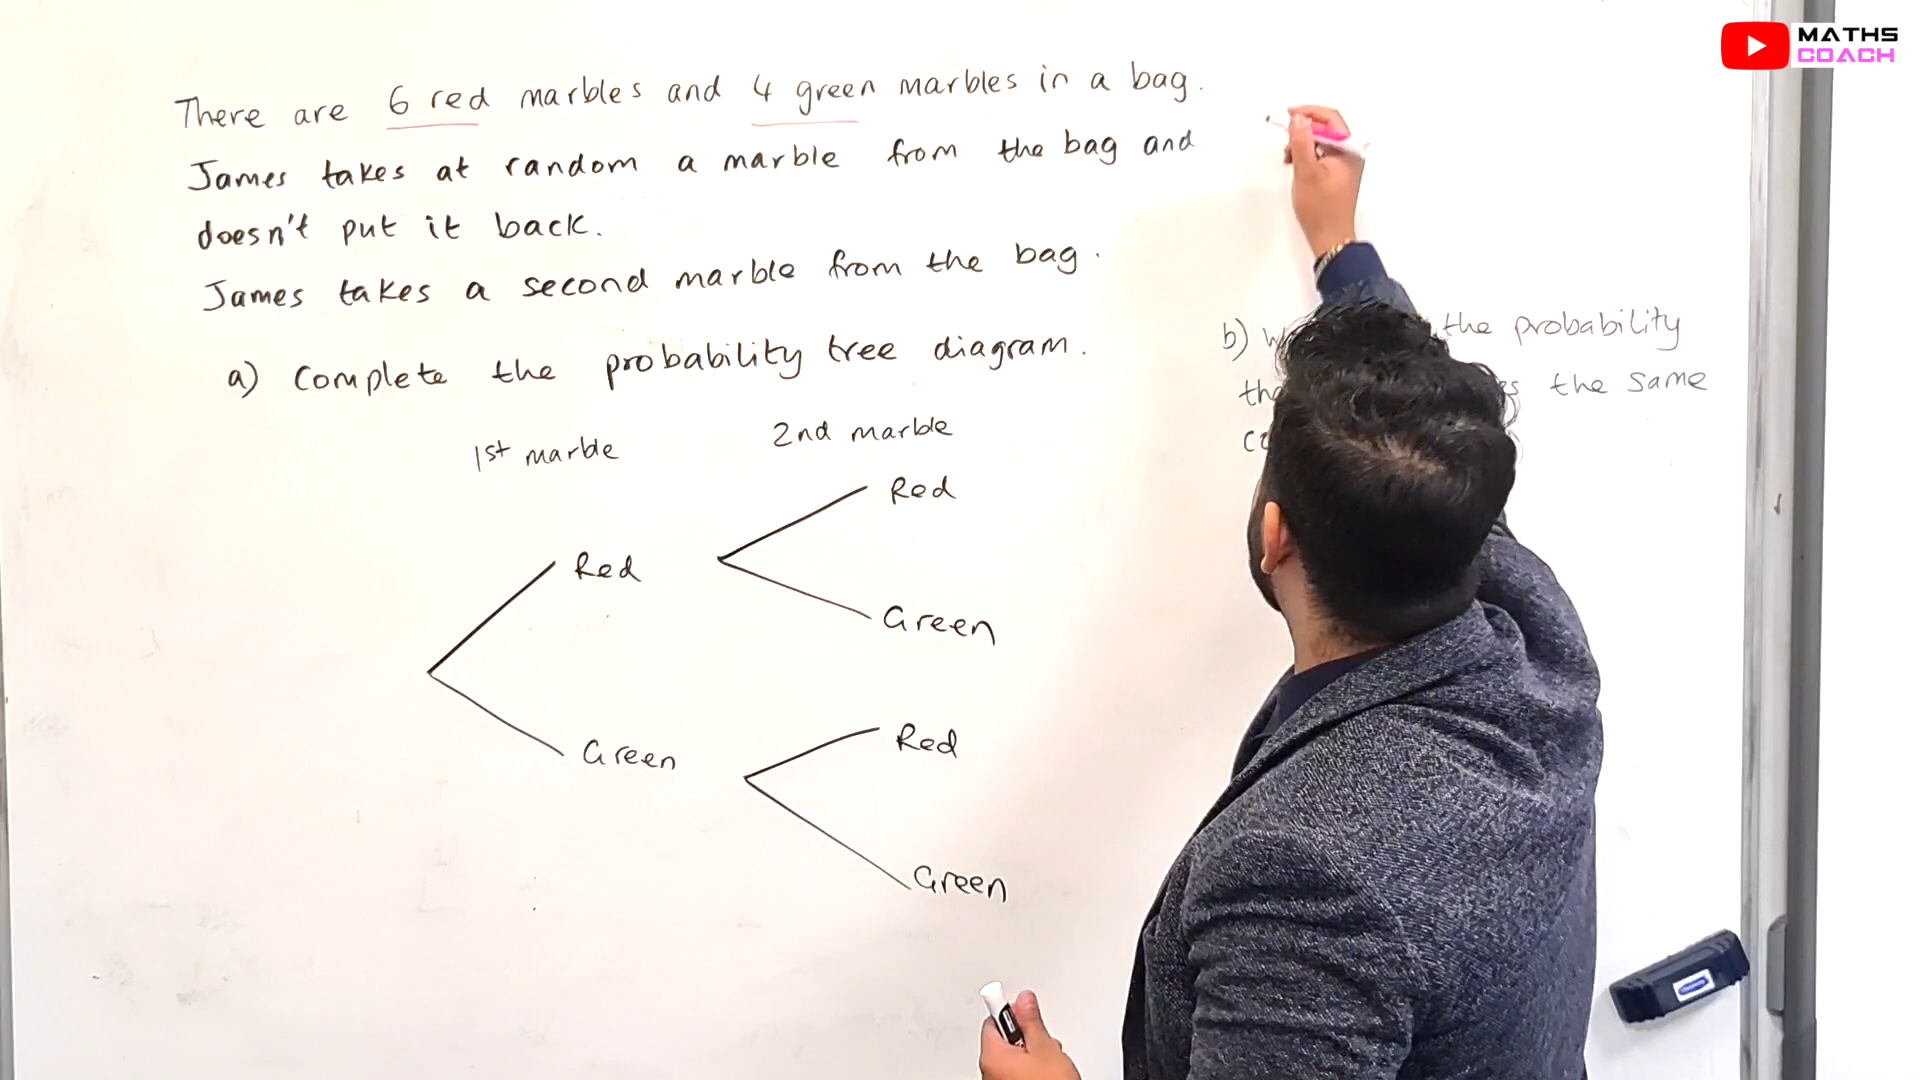 MATHS
COACH
There are 6 red marbles and 4 green marbles in a bag.
James takes at random a marble from the bag and
doesn't put it back.
James takes a second marble from the bag.
a) Complete the probability tree diagram.
b) the probability
the same
1st marble
2nd marble
Red
Green
Red
Green
Red
Green